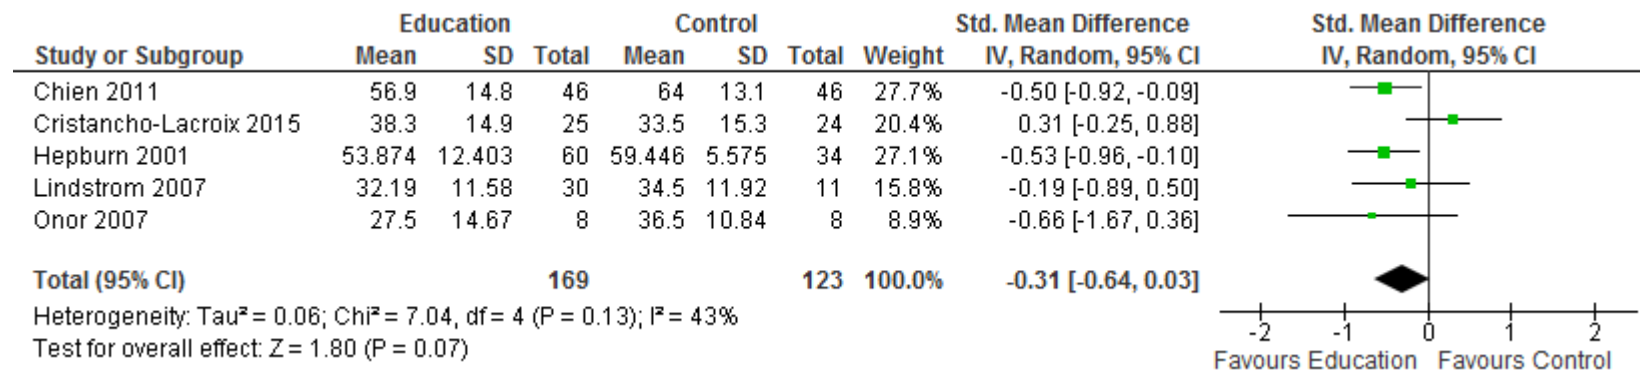 Education Control Std. Mean Difference Std. Mean Difference
Study or Subgroup Mean SD Total Mean SD Total Weight IV, Random, 95% CI IV, Random, 95% CI
Chien 2011 56.9 14.8 46 64 13.1 46 27.7% -0.50 [-0.92, -0.09]
Cristancho-Lacroix 2015 38.3 14.9 25 33.5 15.3 24 20.4% 0.31 [-0.25, 0.88]
Hepburn 2001 53.874 12.403 60 59.446 5.575 34 27.1% -0.53 [-0.96, -0.10]
Lindstrom 2007 32.19 11.58 30 34.5 11.92 11 15.8% -0.19 [-0.89, 0.50]
Onor 2007 27.5 14.67 8 36.5 10.84 8 8.9% -0.66 [-1.67, 0.36]
Total (95% CI) 169 123 100.0% -0.31 [-0.64, 0.03]
Heterogeneity: Tau² = 0.06; Chi² = 7.04, df = 4 (P = 0.13); I² = 43%
Test for overall effect: Z = 1.80 (P = 0.07)
-2 -1 0 1 2
Favours Education Favours Control